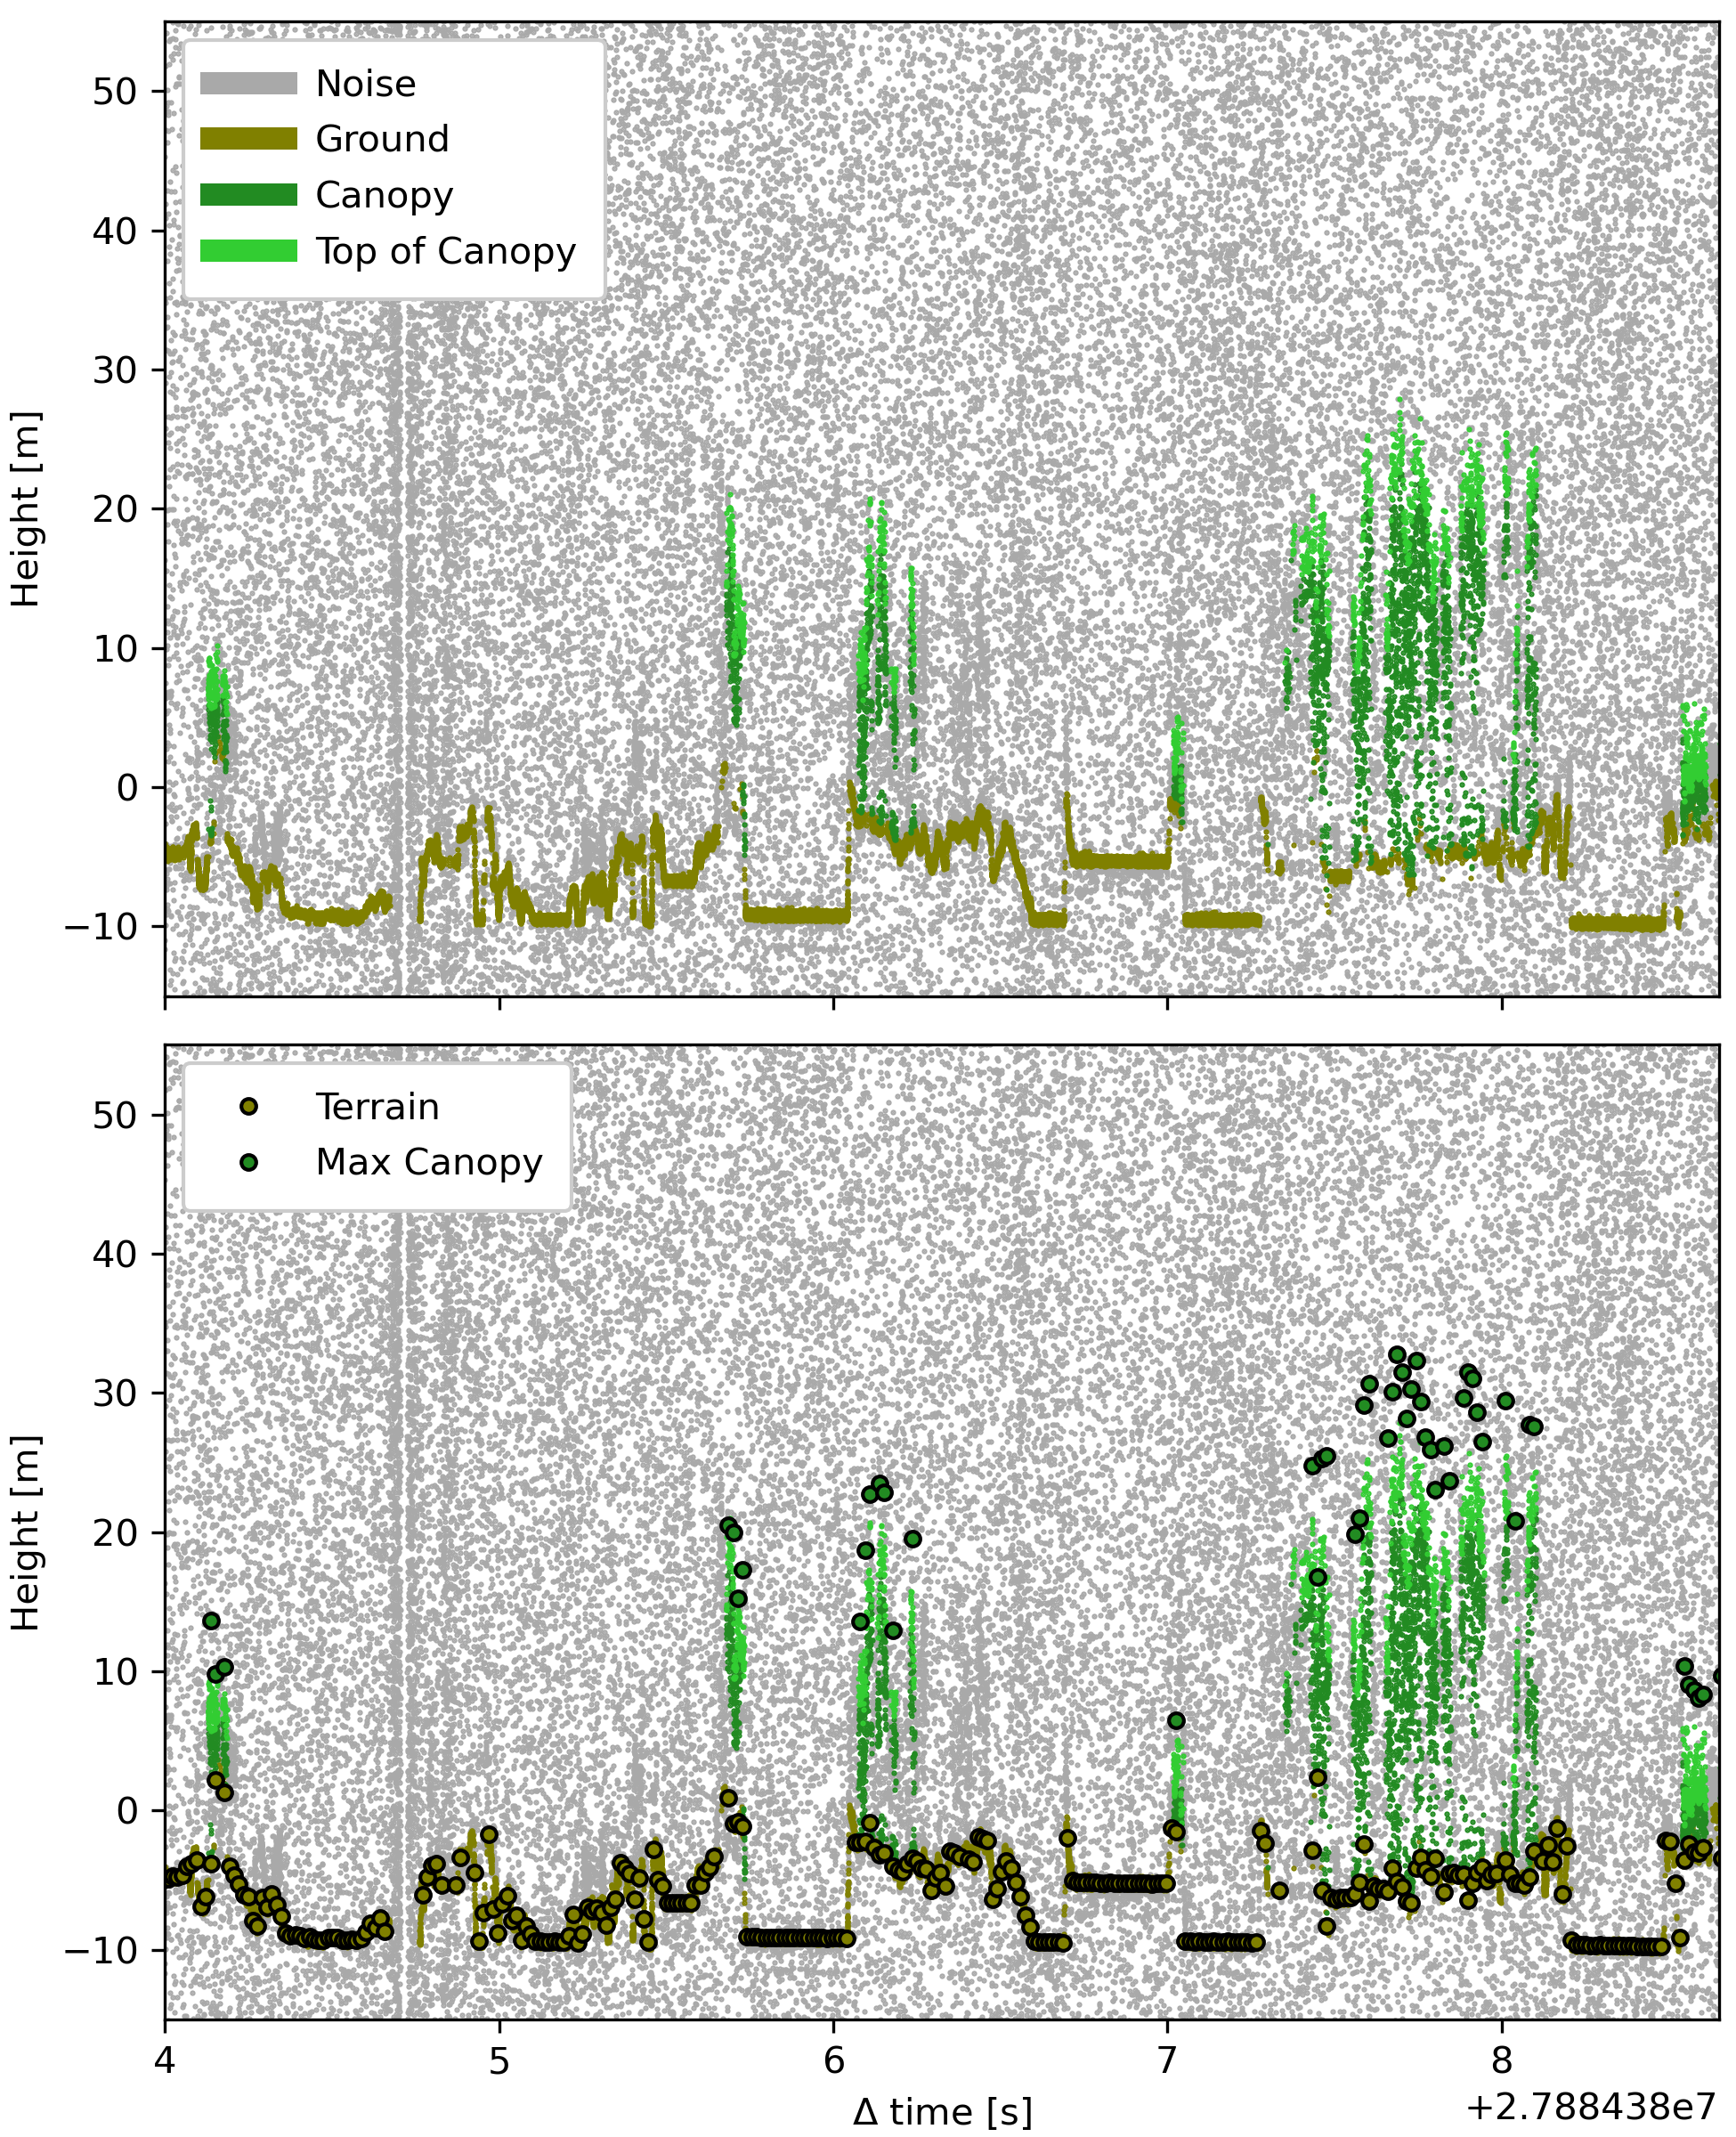 Height [m]
50
40
30
20
10
0
−10
Noise
Ground
Canopy
Top of Canopy
Height [m]
50
40
30
20
10
0
−10
Terrain
Max Canopy
4 5 6 7 8
Δ time [s]
+2.788438e7